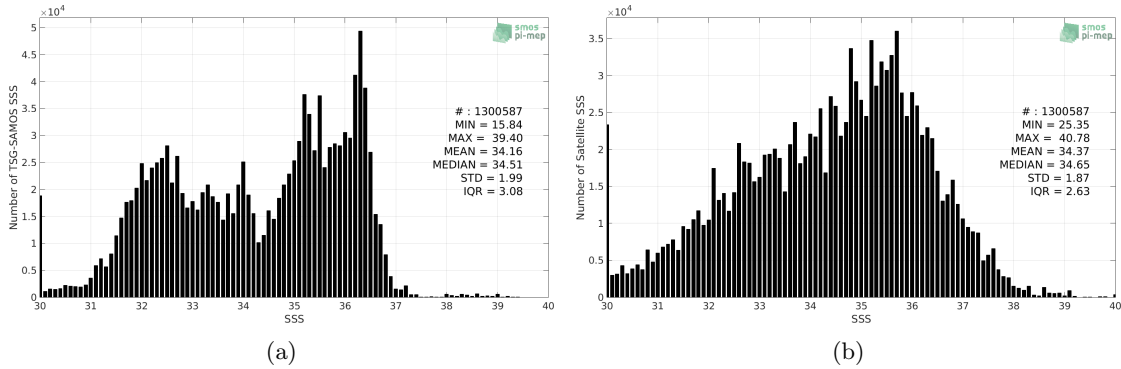 ×10⁴
5
4.5
4
3.5
3
2.5
2
1.5
1
0.5
0
Number of TSG-SAMOS SSS
30 31 32 33 34 35 36 37 38 39 40
SSS
smos
pi-mep
# : 1300587
MIN = 15.84
MAX = 39.40
MEAN = 34.16
MEDIAN = 34.51
STD = 1.99
IQR = 3.08
(a)
×10⁴
3.5
3
2.5
2
1.5
1
0.5
0
Number of Satellite SSS
30 31 32 33 34 35 36 37 38 39 40
SSS
smos
pi-mep
# : 1300587
MIN = 25.35
MAX = 40.78
MEAN = 34.37
MEDIAN = 34.65
STD = 1.87
IQR = 2.63
(b)